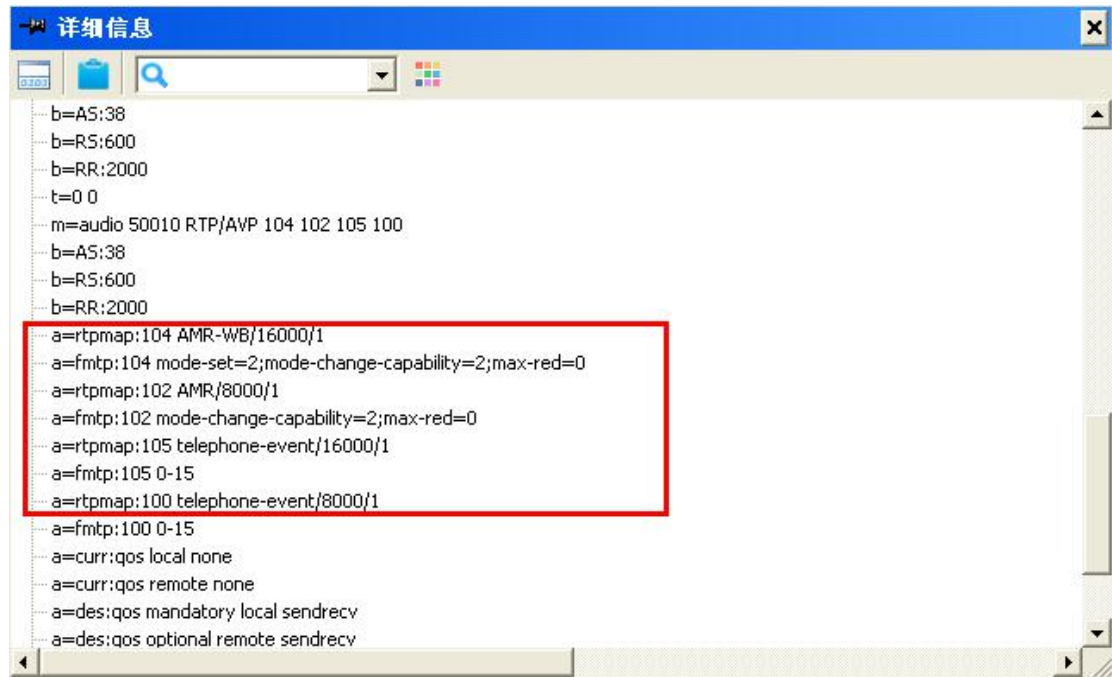 详细信息
0101
b=AS:38
b=RS:600
b=RR:2000
t=0 0
m=audio 50010 RTP/AVP 104 102 105 100
b=AS:38
b=RS:600
b=RR:2000
a=rtpmap:104 AMR-WB/16000/1
a=fmtp:104 mode-set=2;mode-change-capability=2;max-red=0
a=rtpmap:102 AMR/8000/1
a=fmtp:102 mode-change-capability=2;max-red=0
a=rtpmap:105 telephone-event/16000/1
a=fmtp:105 0-15
a=rtpmap:100 telephone-event/8000/1
a=fmtp:100 0-15
a=curr:qos local none
a=curr:qos remote none
a=des:qos mandatory local sendrecv
a=des:qos optional remote sendrecv